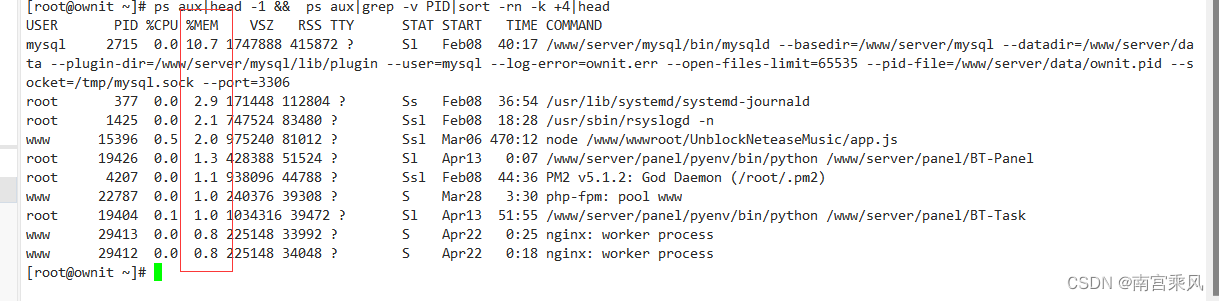 [root@ownit ~]# ps aux|head -1 &&  ps aux|grep -v PID|sort -rn -k +4|head
USER       PID %CPU %MEM    VSZ   RSS TTY      STAT START   TIME COMMAND
mysql     2715  0.0 10.7 1747888 415872 ?      Sl   Feb08  40:17 /www/server/mysql/bin/mysqld --basedir=/www/server/mysql --datadir=/www/server/da
ta --plugin-dir=/www/server/mysql/lib/plugin --user=mysql --log-error=ownit.err --open-files-limit=65535 --pid-file=/www/server/data/ownit.pid --s
ocket=/tmp/mysql.sock --port=3306
root       377  0.0  2.9 171448 112804 ?       Ss   Feb08  36:54 /usr/lib/systemd/systemd-journald
root      1425  0.0  2.1 747524 83480 ?        Ssl  Feb08  18:28 /usr/sbin/rsyslogd -n
www      15396  0.5  2.0 975240 81012 ?        Ssl  Mar06 470:12 node /www/wwwroot/UnblockNeteaseMusic/app.js
root     19426  0.0  1.3 428388 51524 ?        Sl   Apr13   0:07 /www/server/panel/pyenv/bin/python /www/server/panel/BT-Panel
root      4207  0.0  1.1 938096 44788 ?        Ssl  Feb08  44:36 PM2 v5.1.2: God Daemon (/root/.pm2)
www      22787  0.0  1.0 240376 39308 ?        S    Mar28   3:30 php-fpm: pool www
root     19404  0.1  1.0 1034316 39472 ?       Sl   Apr13  51:55 /www/server/panel/pyenv/bin/python /www/server/panel/BT-Task
www      29413  0.0  0.8 225148 33992 ?        S    Apr22   0:25 nginx: worker process
www      29412  0.0  0.8 225148 34048 ?        S    Apr22   0:18 nginx: worker process
[root@ownit ~]#
CSDN @南宫乘风